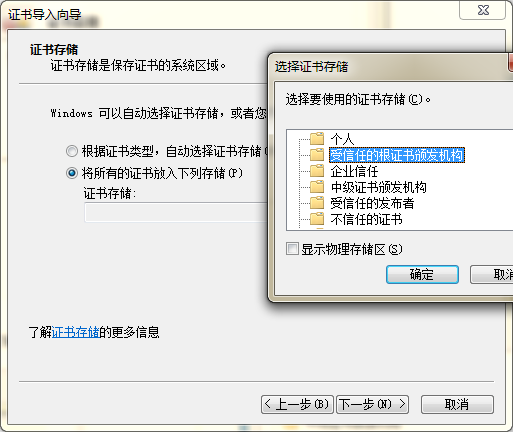 证书导入向导
证书存储
证书存储是保存证书的系统区域。
Windows 可以自动选择证书存储，或者您
根据证书类型，自动选择证书存储
将所有的证书放入下列存储(P)
证书存储:
了解证书存储的更多信息
< 上一步(B)
下一步(N) >
取消
选择证书存储
选择要使用的证书存储(C)。
个人
受信任的根证书颁发机构
企业信任
中级证书颁发机构
受信任的发布者
不信任的证书
显示物理存储区(S)
确定
取消